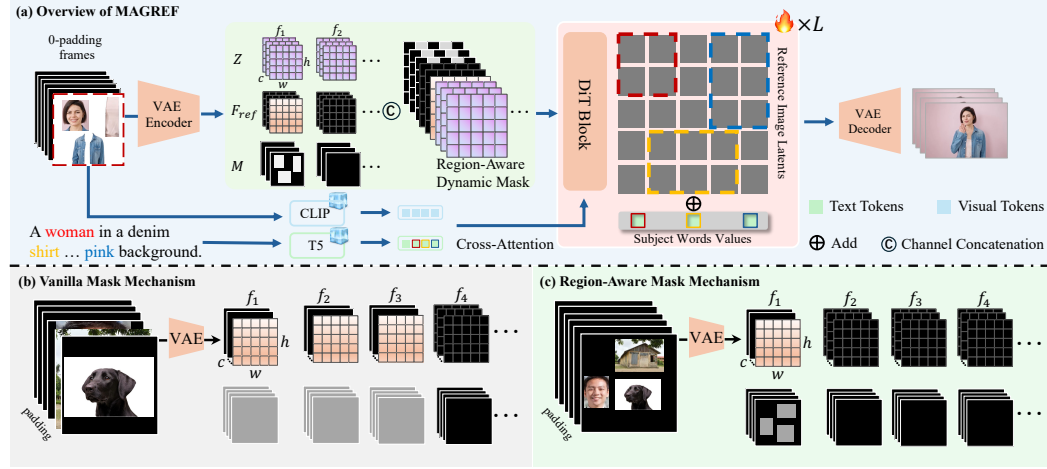 (a) Overview of MAGREF
0-padding
frames
VAE
Encoder
Z
f1
f2
c
w
h
...
Fref
...
©
...
M
...
Region-Aware
Dynamic Mask
DiT Block
×L
Reference Image Latents
⊕
Subject Words Values
VAE
Decoder
CLIP
T5
Cross-Attention
A woman in a denim
shirt ... pink background.
Text Tokens
Visual Tokens
⊕ Add
© Channel Concatenation
(b) Vanilla Mask Mechanism
padding
VAE
f1
f2
f3
f4
c
w
h
...
...
(c) Region-Aware Mask Mechanism
padding
VAE
f1
f2
f3
f4
c
w
h
...
...